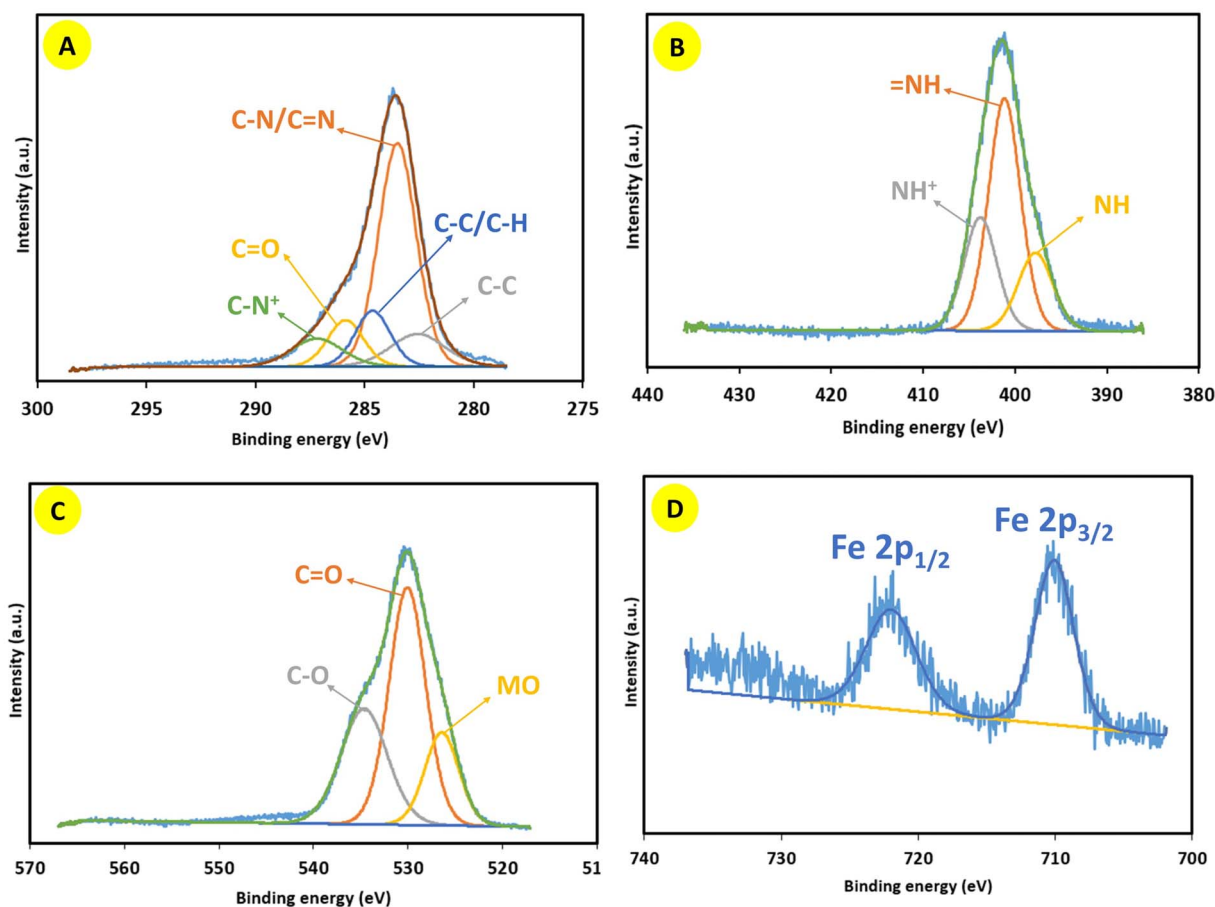 A
C-N/C=N
C-C/C-H
C=O
C-N⁺
C-C
Intensity (a.u.)
300 295 290 285 280 275
Binding energy (eV)
B
=NH
NH⁺
NH
Intensity (a.u.)
440 430 420 410 400 390 380
Binding energy (eV)
C
C=O
C-O
MO
Intensity (a.u.)
570 560 550 540 530 520 51
Binding energy (eV)
D
Fe 2p₃/₂
Fe 2p₁/₂
Intensity (a.u.)
740 730 720 710 700
Binding energy (eV)